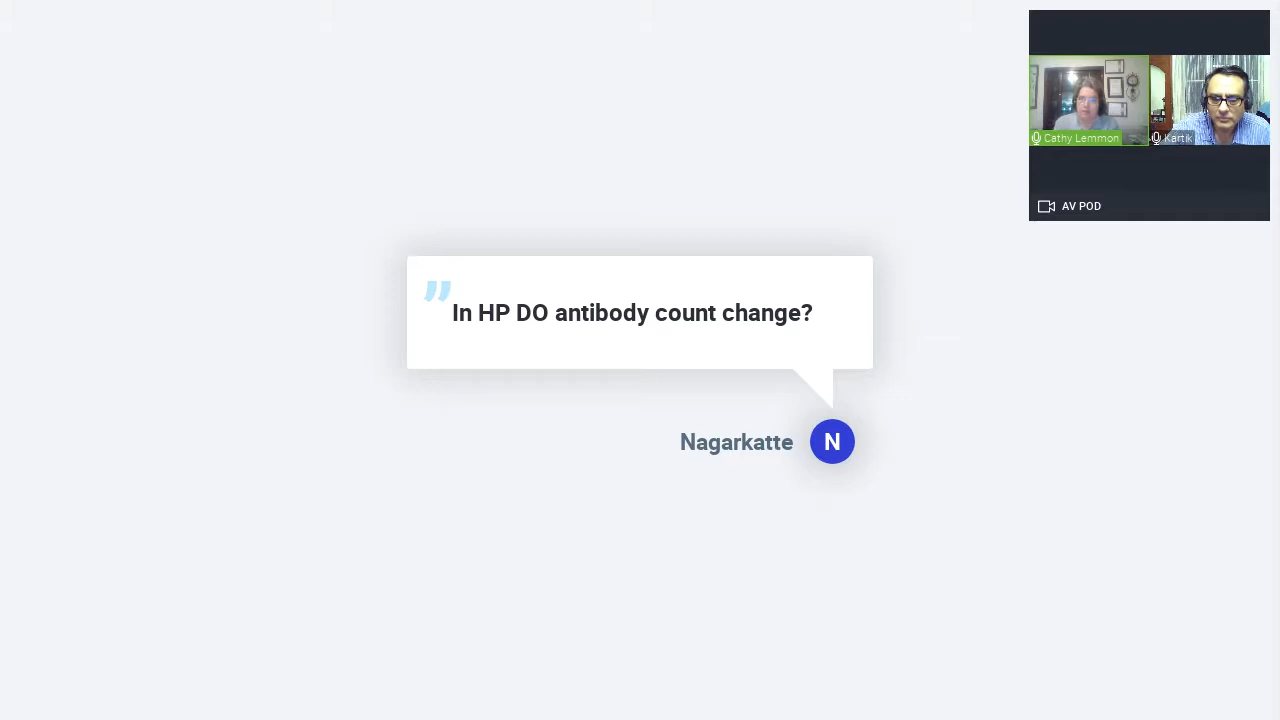 Cathy Lemmon
Kartik
AV POD
” In HP DO antibody count change?
Nagarkatte
N